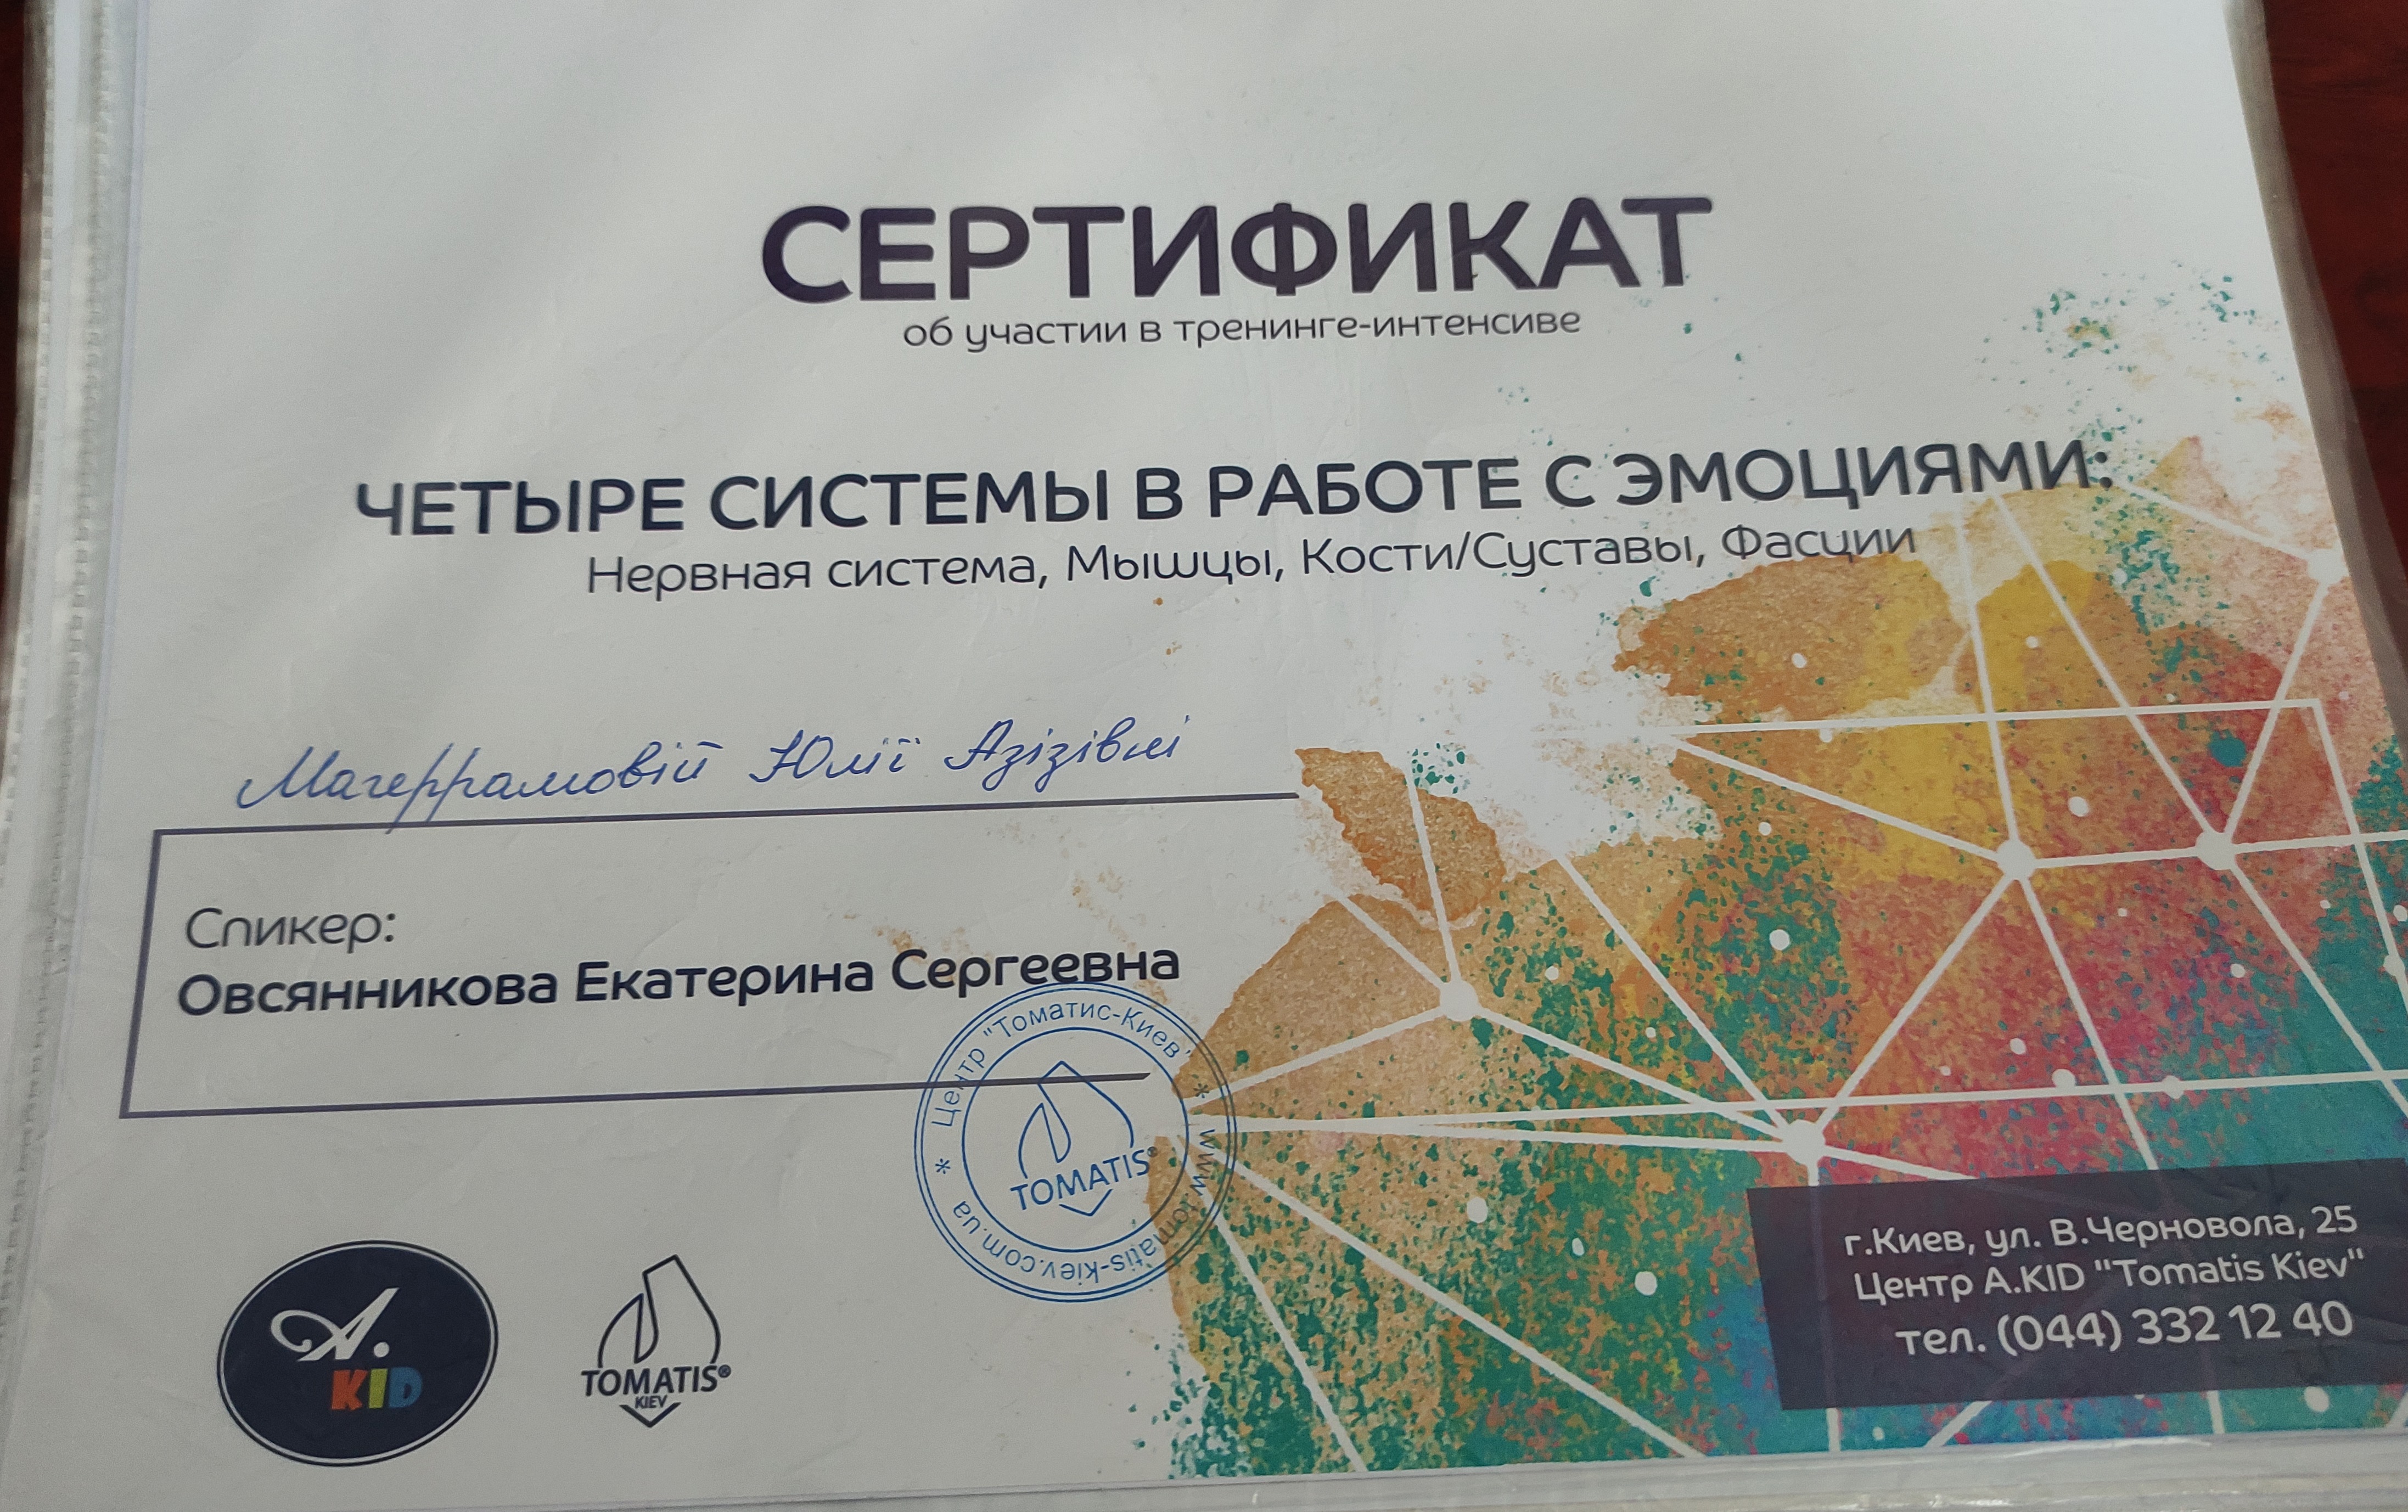 СЕРТИФИКАТ
об участии в тренинге-интенсиве
ЧЕТЫРЕ СИСТЕМЫ В РАБОТЕ С ЭМОЦИЯМИ:
Нервная система, Мышцы, Кости/Суставы, Фасции
Магеррамовій Юлії Азізівні
Спикер:
Овсянникова Екатерина Сергеевна
Центр "Томатис-Киев" * www.tomatis-kiev.com.ua *
TOMATIS®
A.
KID
TOMATIS®
KIEV
г.Киев, ул. В.Черновола, 25
Центр A.KID "Tomatis Kiev"
тел. (044) 332 12 40